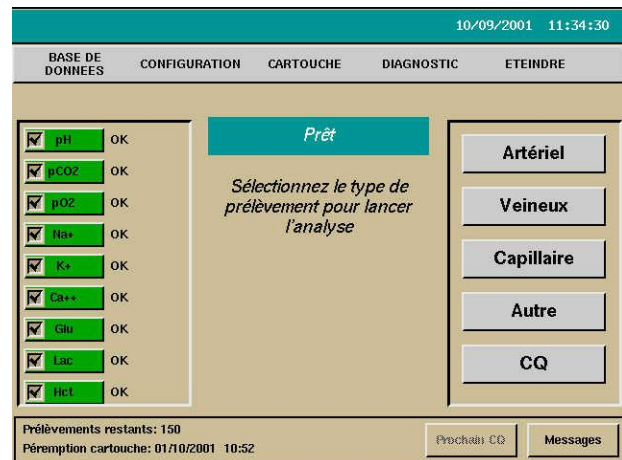 10/09/2001 11:34:30
BASE DE DONNEES CONFIGURATION CARTOUCHE DIAGNOSTIC ETEINDRE
pH OK
pCO2 OK
pO2 OK
Na+ OK
K+ OK
Ca++ OK
Glu OK
Lac OK
Hct OK
Prêt
Sélectionnez le type de
prélèvement pour lancer
l'analyse
Artériel
Veineux
Capillaire
Autre
CQ
Prélèvements restants: 150
Péremption cartouche: 01/10/2001 10:52
Prochain CQ Messages